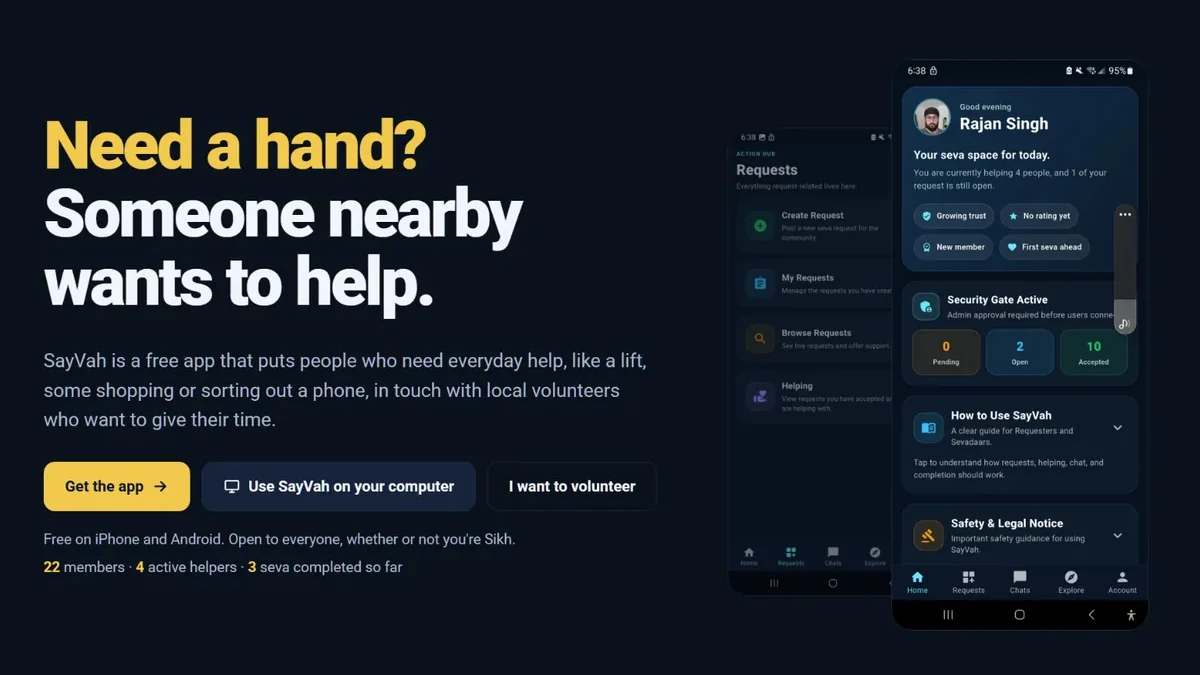 Need a hand?
Someone nearby
wants to help.
SayVah is a free app that puts people who need everyday help, like a lift,
some shopping or sorting out a phone, in touch with local volunteers
who want to give their time.
Get the app →
Use SayVah on your computer
I want to volunteer
Free on iPhone and Android. Open to everyone, whether or not you're Sikh.
22 members · 4 active helpers · 3 seva completed so far
6:38
ACTION HUB
Requests
Everything request related lives here.
Create Request
Post a new seva request for the
community.
My Requests
Manage the requests you have
Browse Requests
See live requests and offer support.
Helping
View requests you have accepted
are helping with.
Home
Requests
Chats
Explore
6:38
95%
Good evening
Rajan Singh
Your seva space for today.
You are currently helping 4 people, and 1 of your
request is still open.
Growing trust
No rating yet
New member
First seva ahead
Security Gate Active
Admin approval required before users
0
Pending
2
Open
10
Accepted
How to Use SayVah
A clear guide for Requesters and
Sevadaars.
Tap to understand how requests, helping, chat, and
completion should work.
Safety & Legal Notice
Important safety guidance for using
SayVah.
Home
Requests
Chats
Explore
Account